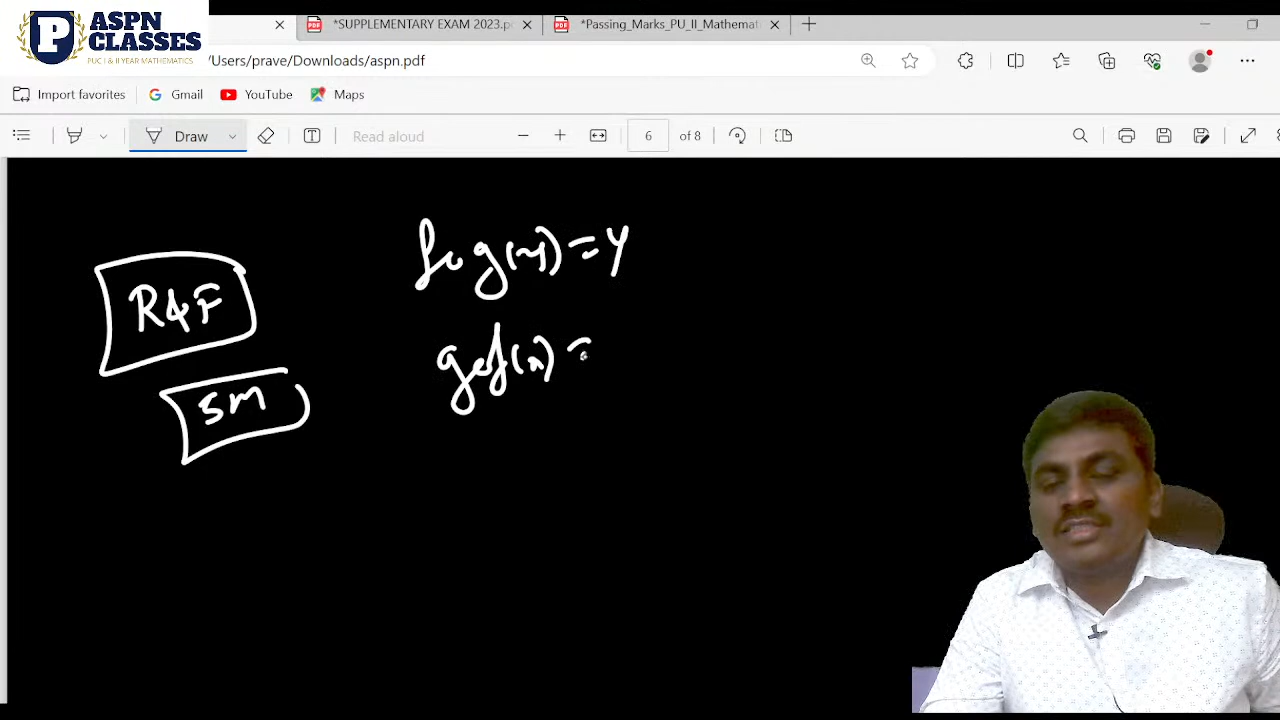 ASPN
CLASSES
PUC I & II YEAR MATHEMATICS
*SUPPLEMENTARY EXAM 2023.p
*Passing_Marks_PU_II_Mathemat
/Users/prave/Downloads/aspn.pdf
Import favorites
Gmail
YouTube
Maps
Draw
Read aloud
6
of 8
R&F
5M
fog(y)=y
gof(x)=